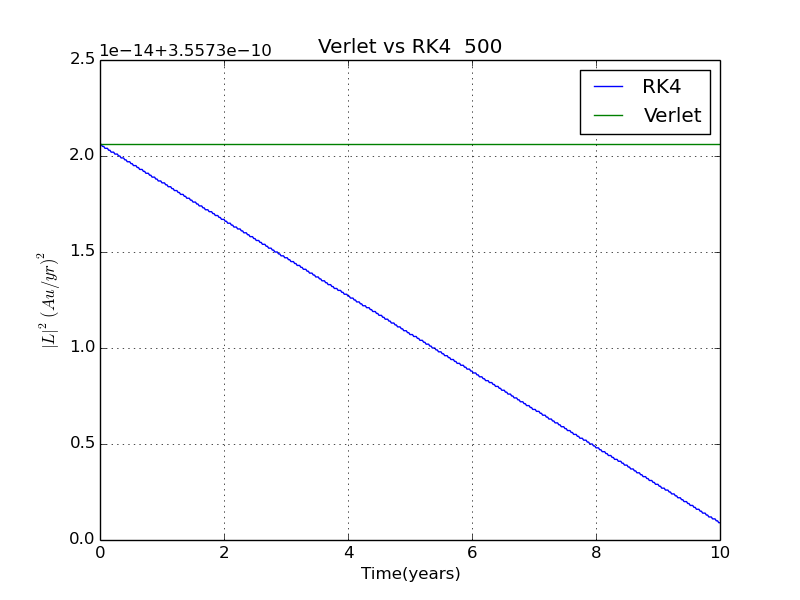 Verlet vs RK4  500
1e−14+3.5573e−10
2.5
2.0
1.5
1.0
0.5
0.0
|L|² (Au/yr)²
RK4
Verlet
0 2 4 6 8 10
Time(years)